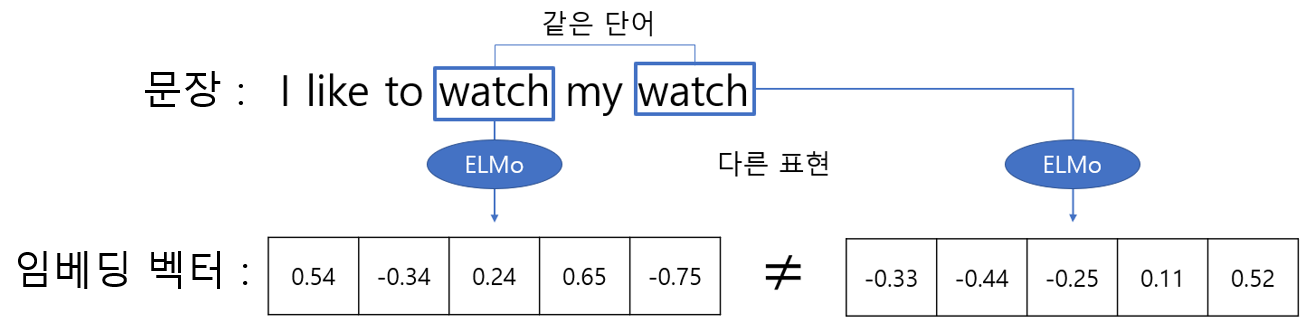 같은 단어
문장 : I like to watch my watch
ELMo 다른 표현 ELMo
임베딩 벡터 : 0.54 -0.34 0.24 0.65 -0.75 ≠ -0.33 -0.44 -0.25 0.11 0.52